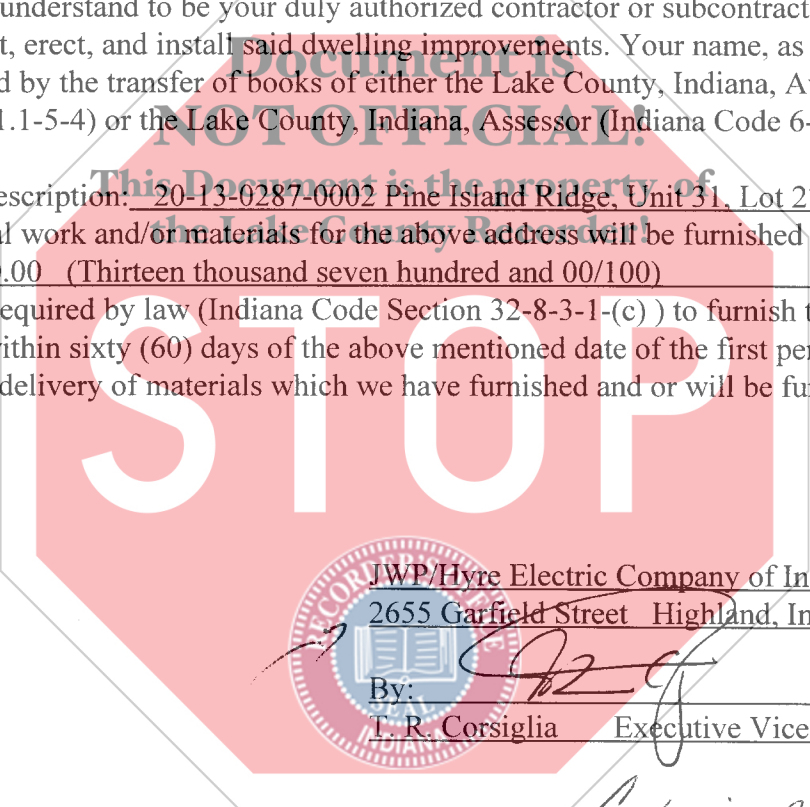 understand to be your duly authorized contractor or subcontract
t, erect, and install said dwelling improvements. Your name, as
Document is
d by the transfer of books of either the Lake County, Indiana, A
NOT OFFICIAL!
1.1-5-4) or the Lake County, Indiana, Assessor (Indiana Code 6-
This Document is the property of
escription: 20-13-0287-0002 Pine Island Ridge, Unit 31, Lot 2
the Lake County Recorder!
al work and/or materials for the above address will be furnished
.00 (Thirteen thousand seven hundred and 00/100)
equired by law (Indiana Code Section 32-8-3-1-(c) ) to furnish t
ithin sixty (60) days of the above mentioned date of the first per
delivery of materials which we have furnished and or will be fu
STOP
JWP/Hyre Electric Company of In
2655 Garfield Street Highland, In
RECORDER'S
SEAL
INDIANA
By:
T. R. Corsiglia Executive Vice